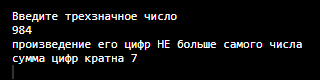 Введите трехзначное число
984
произведение его цифр НЕ больше самого числа
сумма цифр кратна 7